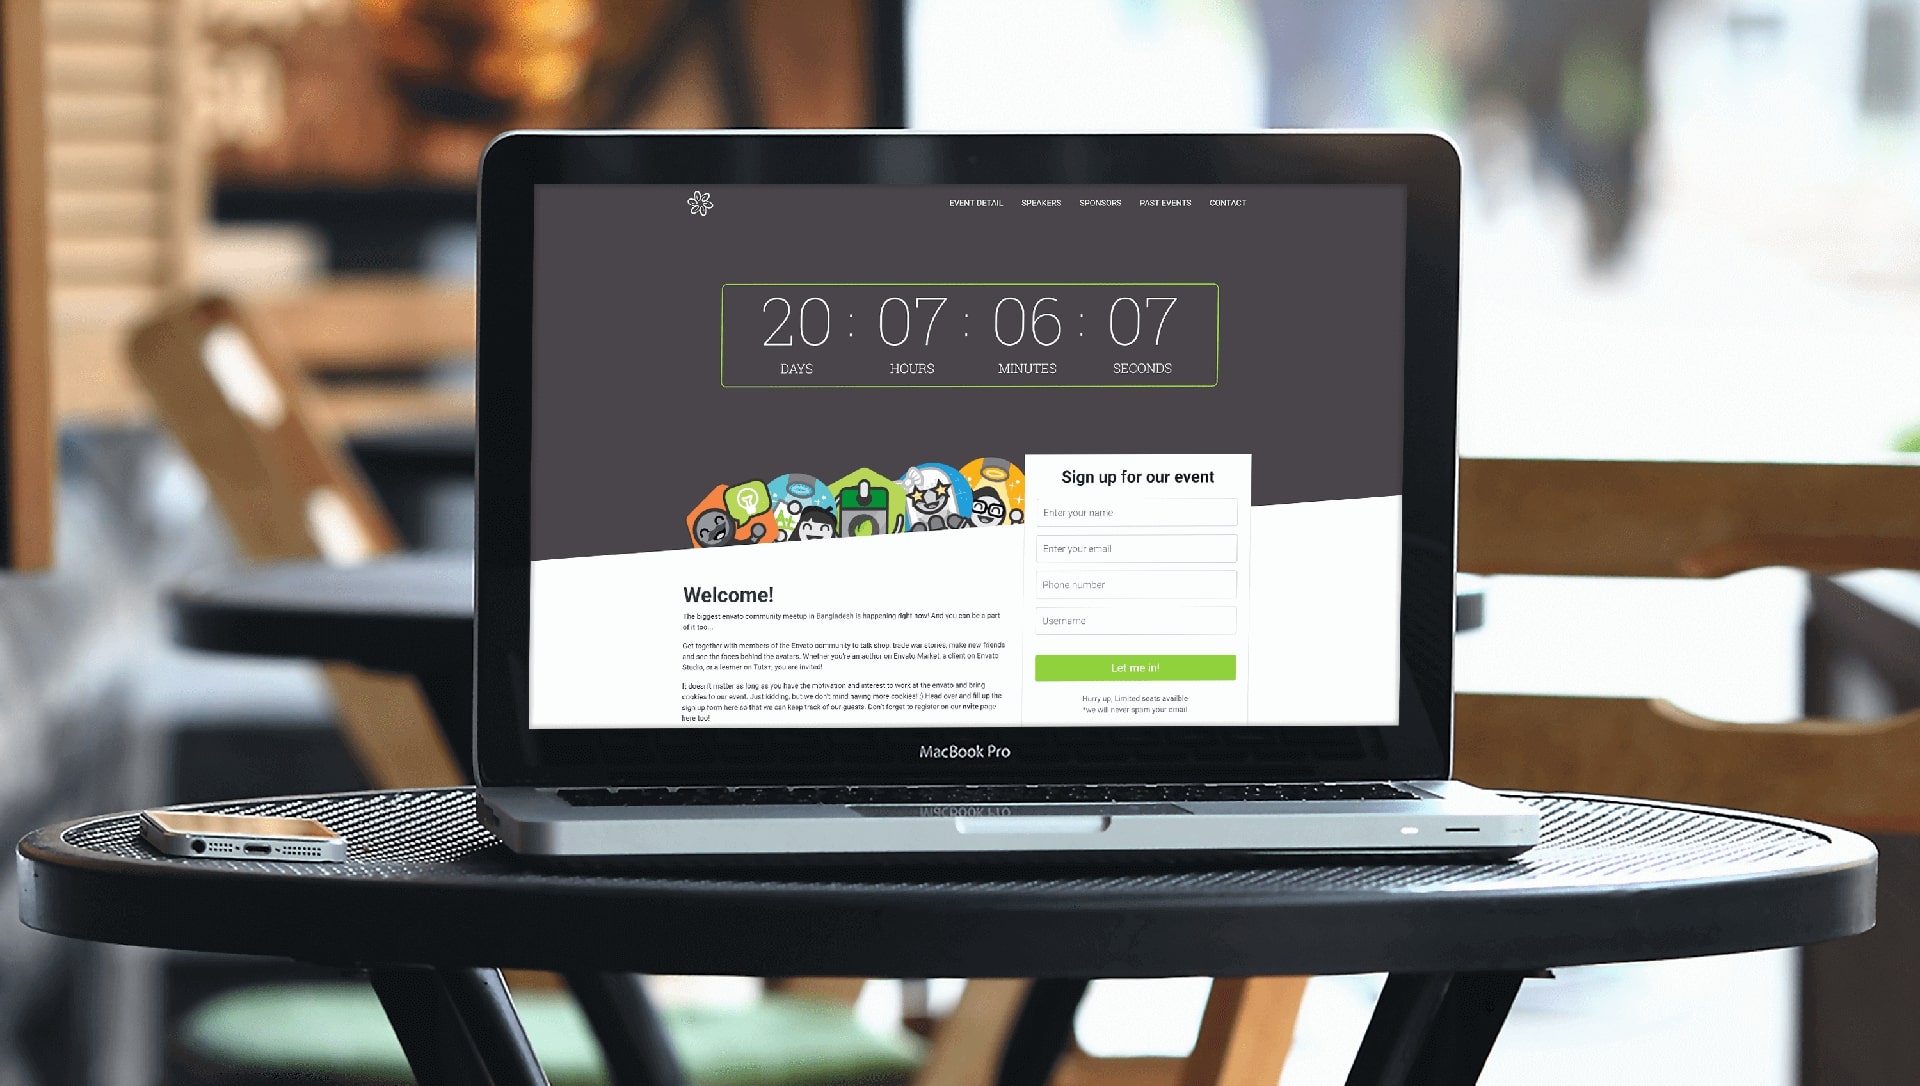 EVENT DETAIL SPEAKERS SPONSORS PAST EVENTS CONTACT
20 : 07 : 06 : 07
DAYS HOURS MINUTES SECONDS
Sign up for our event
Enter your name
Enter your email
Phone number
Username
Let me in!
Hurry up, Limited seats availble
*we will never spam your email
Welcome!
The biggest envato community meetup in Bangladesh is happening right now! And you can be a part
of it too...
Get together with members of the Envato community to talk shop, trade war stories, make new friends
and see the faces behind the avatars. Whether you're an author on Envato Market, a client on Envato
Studio, or a learner on Tuts+, you are invited!
It doesn't matter as long as you have the motivation and interest to work at the envato and bring
cookies to our event. Just kidding, but we don't mind having more cookies! :) Head over and fill up the
sign up form here so that we can keep track of our guests. Don't forget to register on our invite page
here too!
MacBook Pro